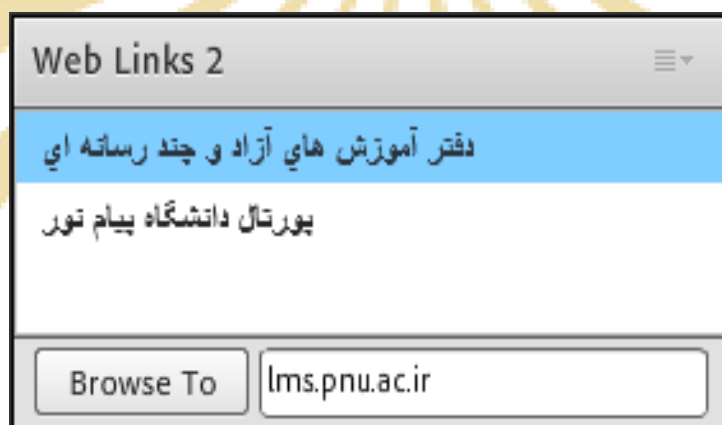 Web Links 2
دفتر آموزش هاي آزاد و چند رسانه اي
پورتال دانشگاه پيام نور
Browse To
lms.pnu.ac.ir